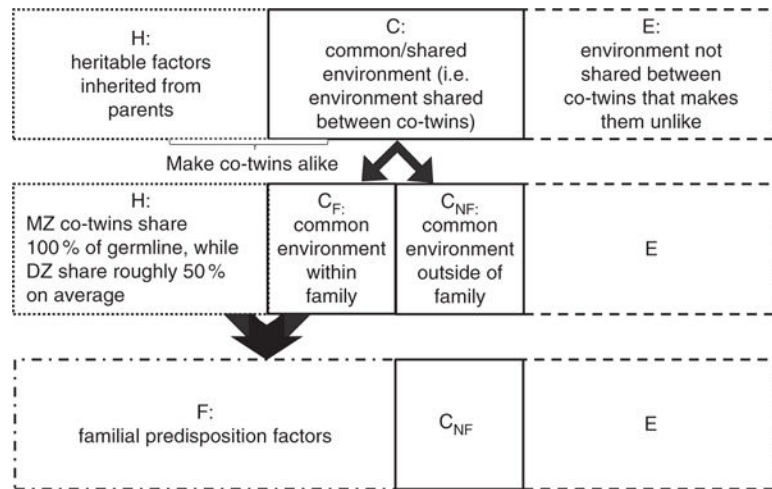 H:
heritable factors
inherited from
parents
C:
common/shared
environment (i.e.
environment shared
between co-twins)
E:
environment not
shared between
co-twins that makes
them unlike
Make co-twins alike
H:
MZ co-twins share
100 % of germline, while
DZ share roughly 50 %
on average
CF:
common
environment
within
family
CNF:
common
environment
outside of
family
E
F:
familial predisposition factors
CNF
E